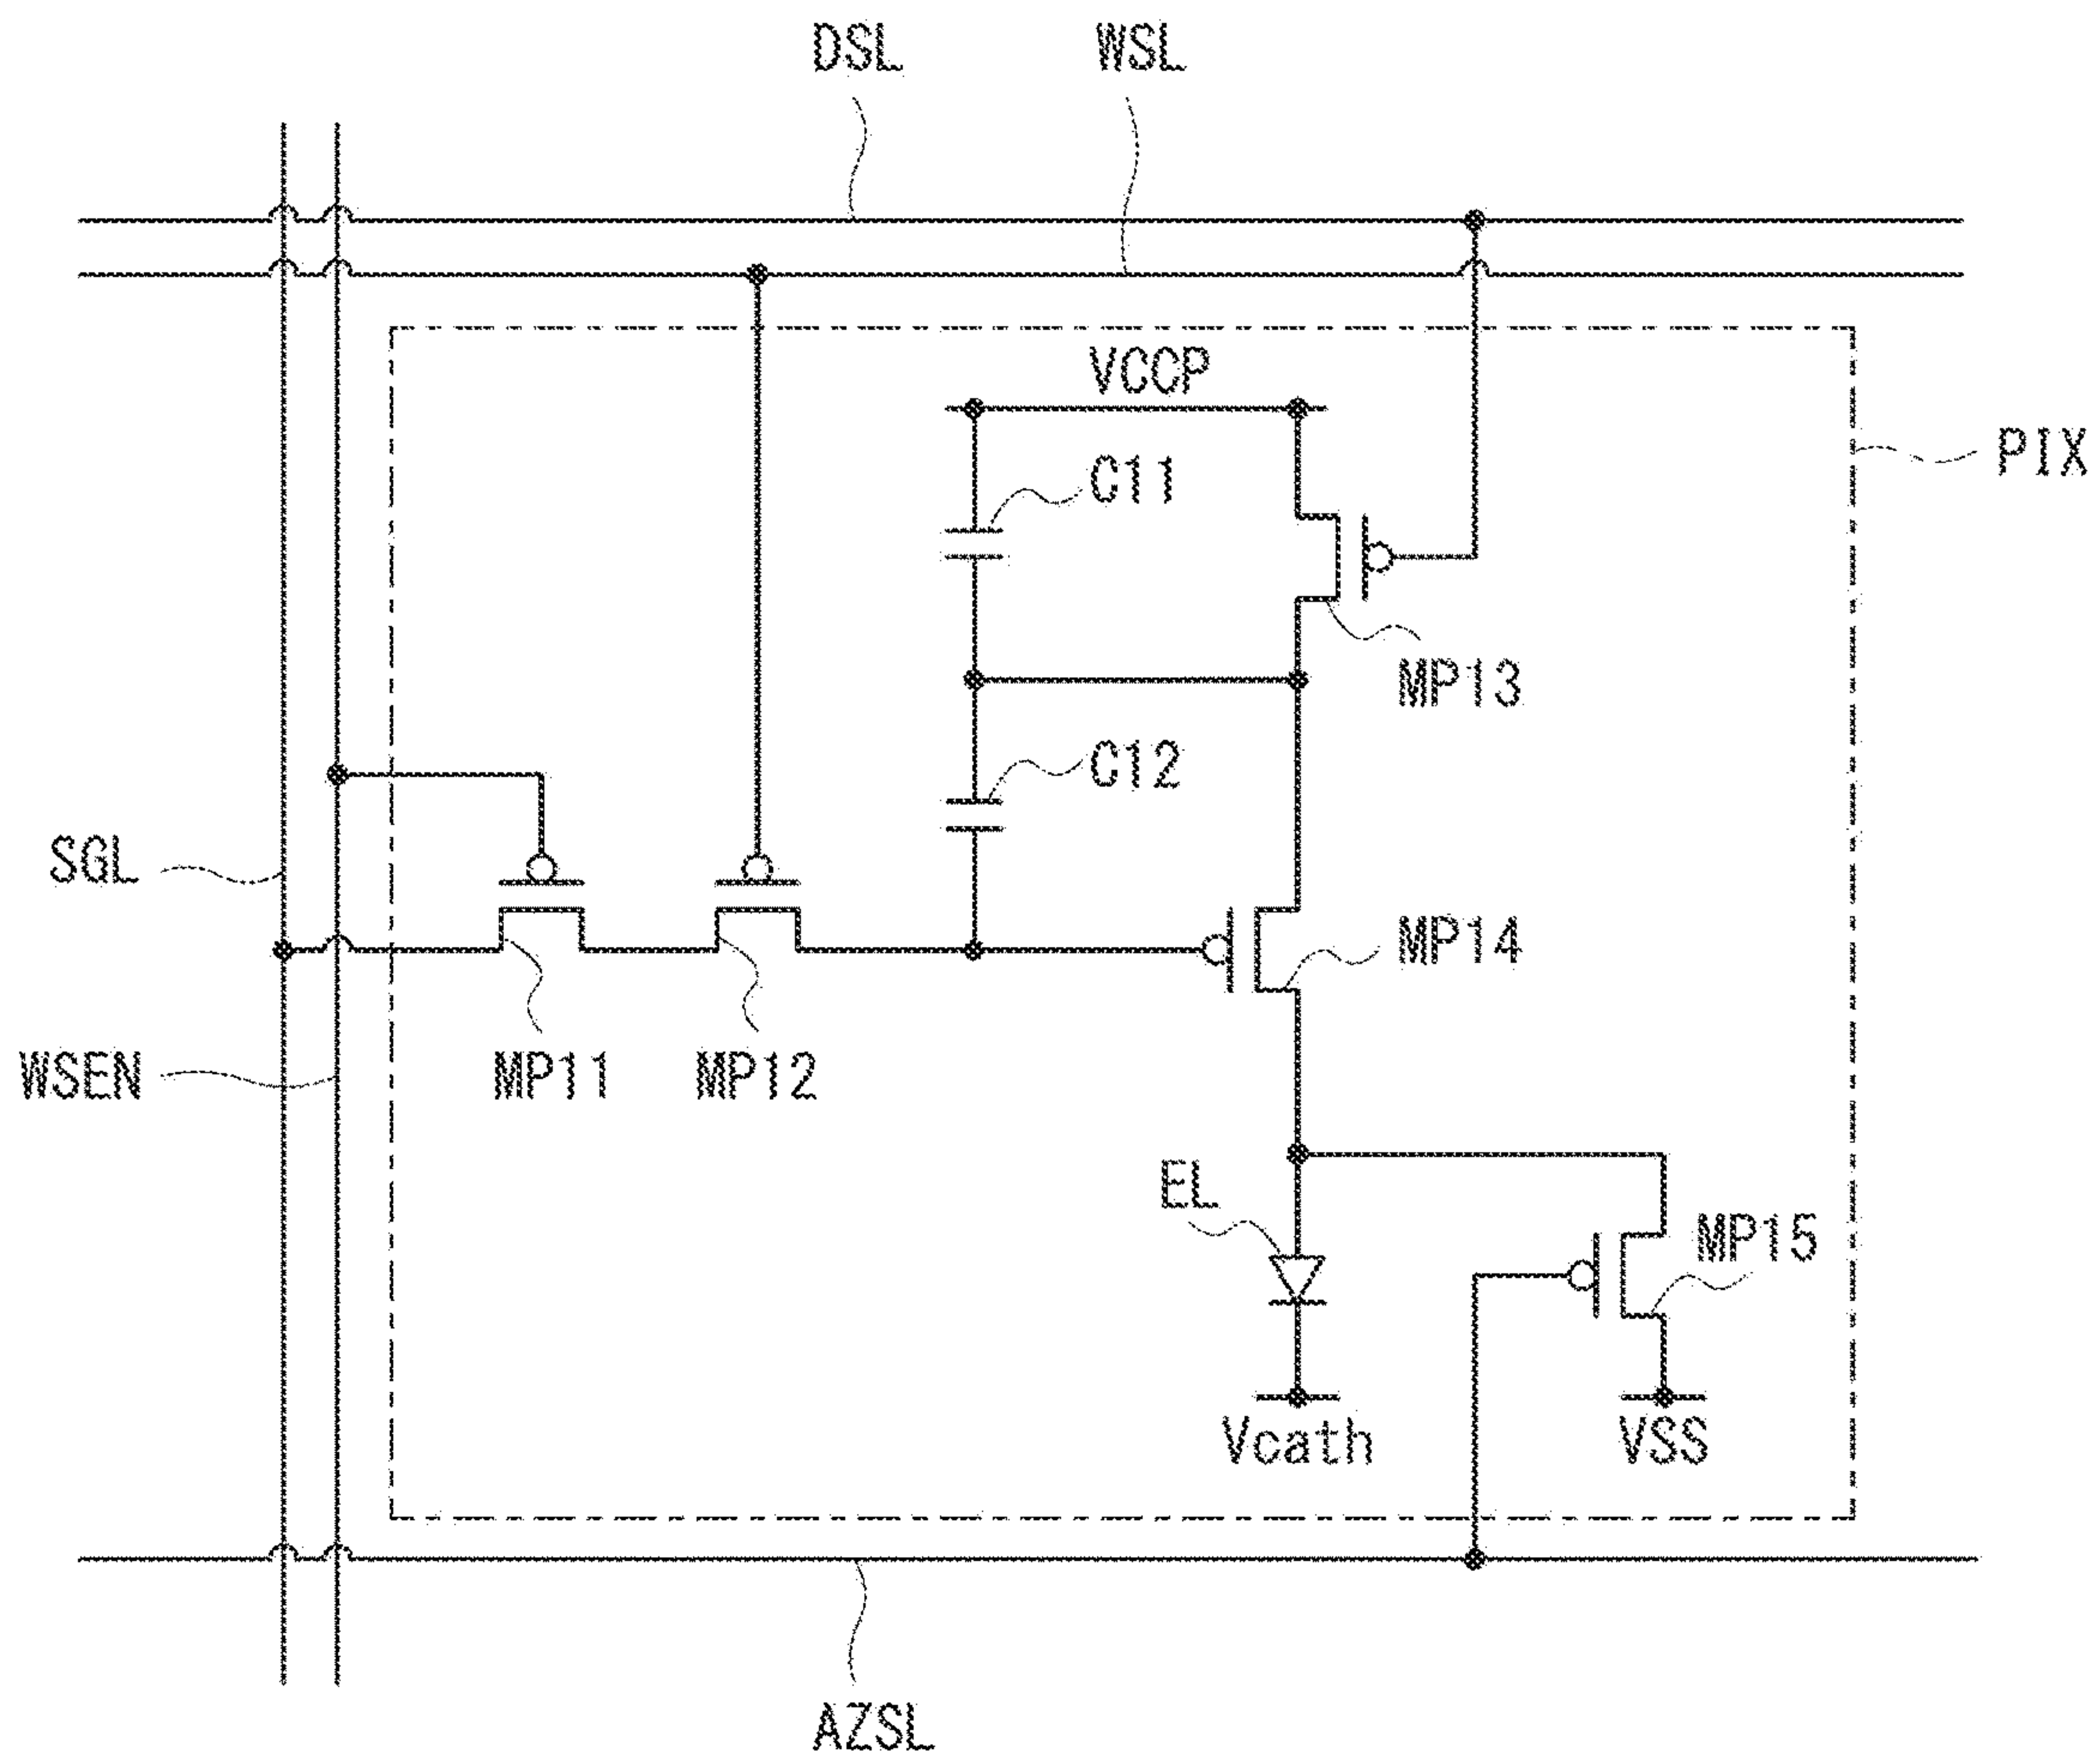 DSL
WSL
VCCP
PIX
C11
MP13
C12
SGL
MP14
WSEN
MP11
MP12
EL
MP15
Vcath
VSS
AZSL